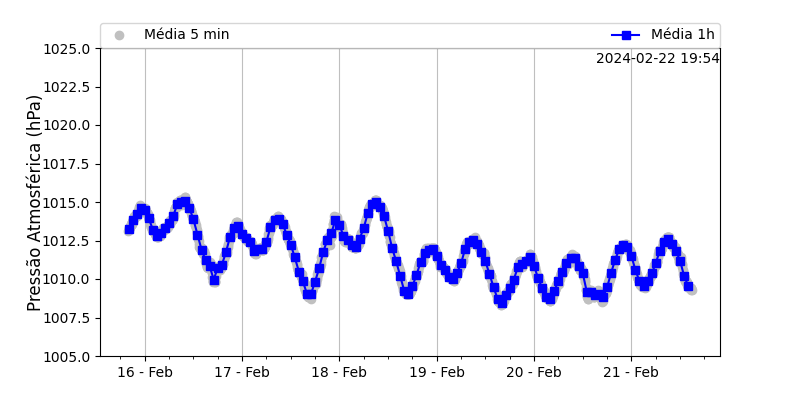 Média 5 min
Média 1h
2024-02-22 19:54
Pressão Atmosférica (hPa)
1025.0
1022.5
1020.0
1017.5
1015.0
1012.5
1010.0
1007.5
1005.0
16 - Feb
17 - Feb
18 - Feb
19 - Feb
20 - Feb
21 - Feb